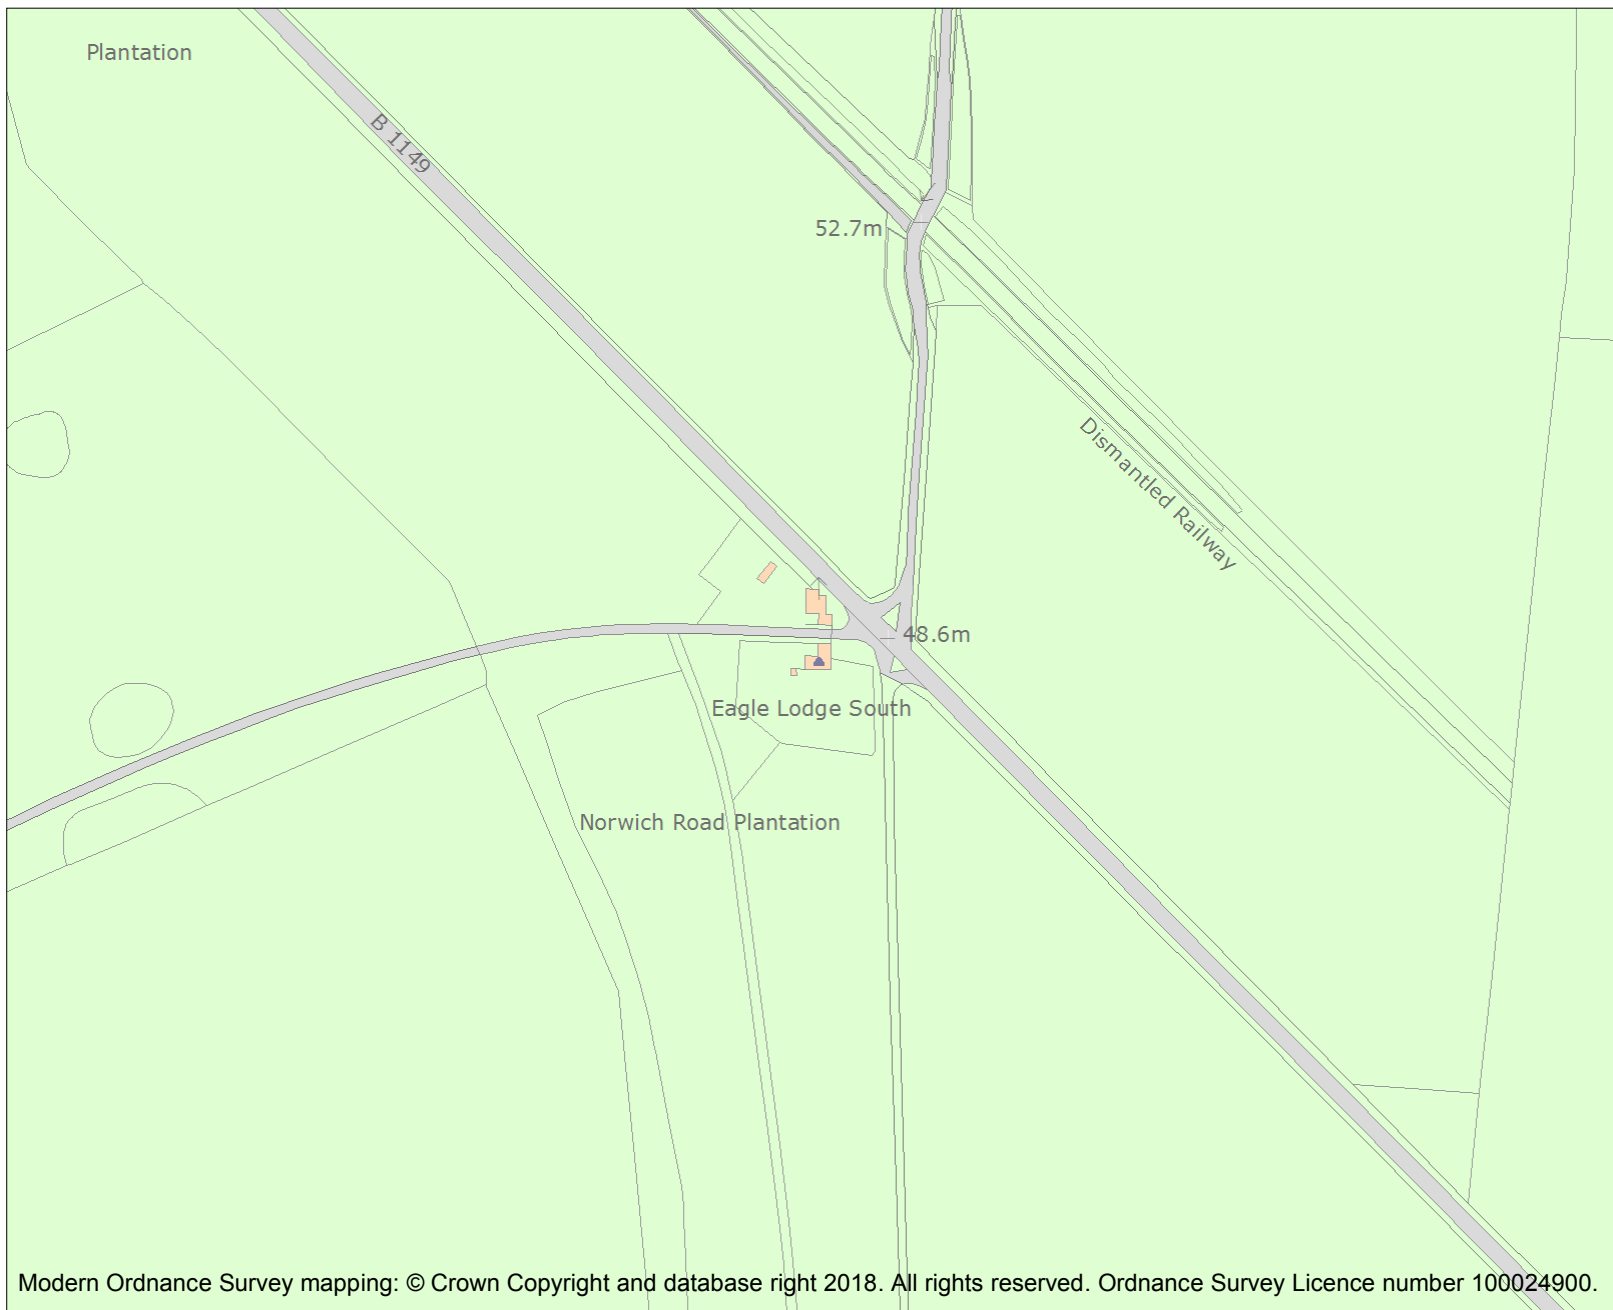 Plantation
B 1149
52.7m
Dismantled Railway
48.6m
Eagle Lodge South
Norwich Road Plantation
Modern Ordnance Survey mapping: © Crown Copyright and database right 2018. All rights reserved. Ordnance Survey Licence number 100024900.